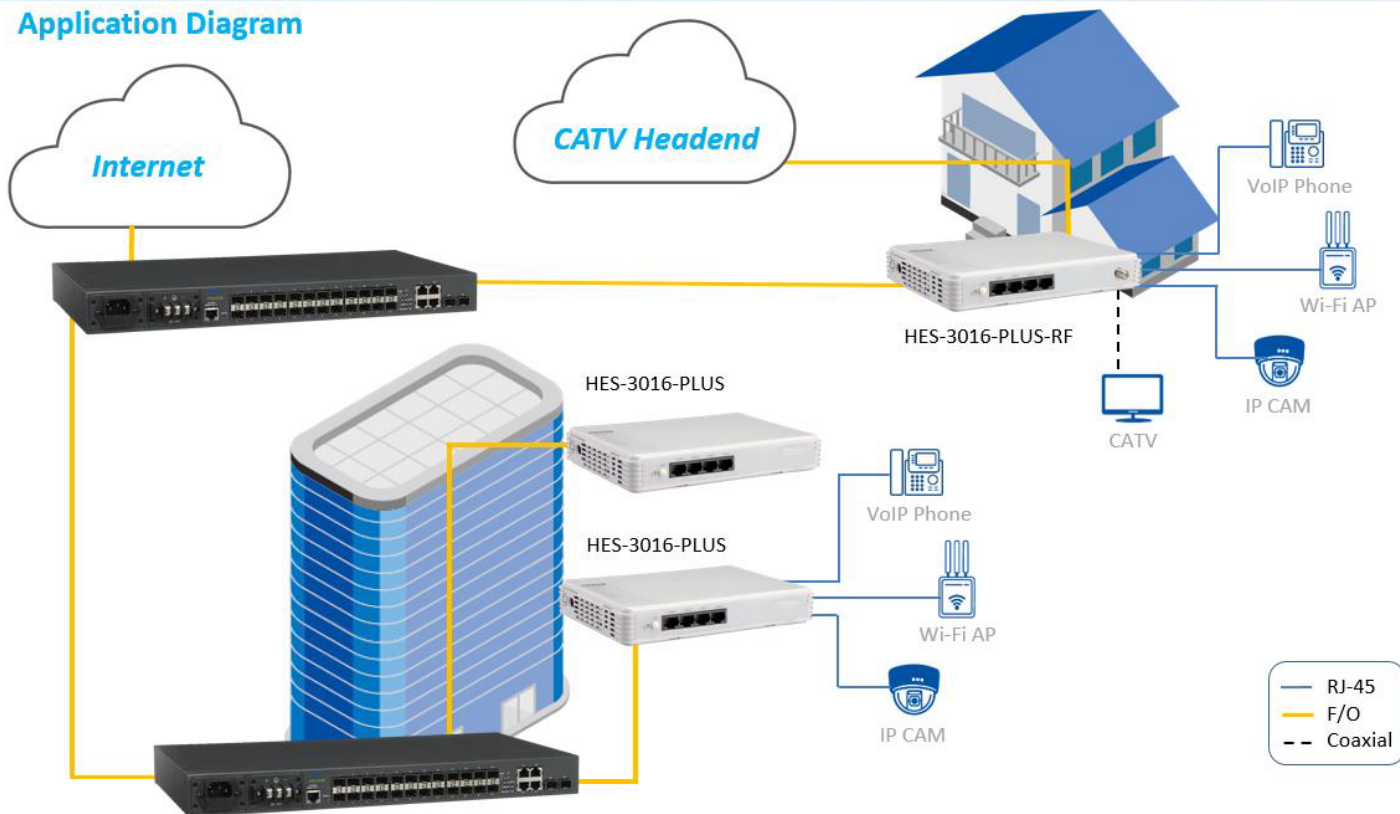 Application Diagram
Internet
CATV Headend
VoIP Phone
Wi-Fi AP
HES-3016-PLUS-RF
IP CAM
CATV
HES-3016-PLUS
VoIP Phone
HES-3016-PLUS
Wi-Fi AP
IP CAM
RJ-45
F/O
Coaxial